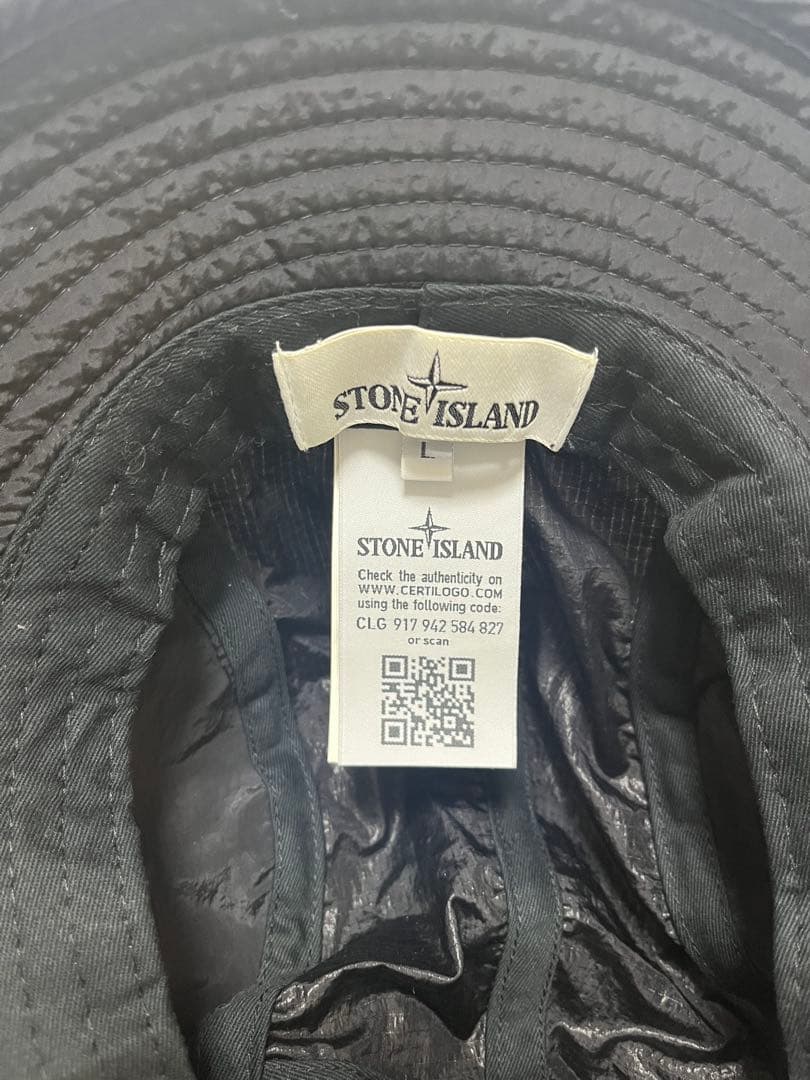 STONE ISLAND
L
STONE ISLAND
Check the authenticity on
WWW.CERTILOGO.COM
using the following code:
CLG 917 942 584 827
or scan